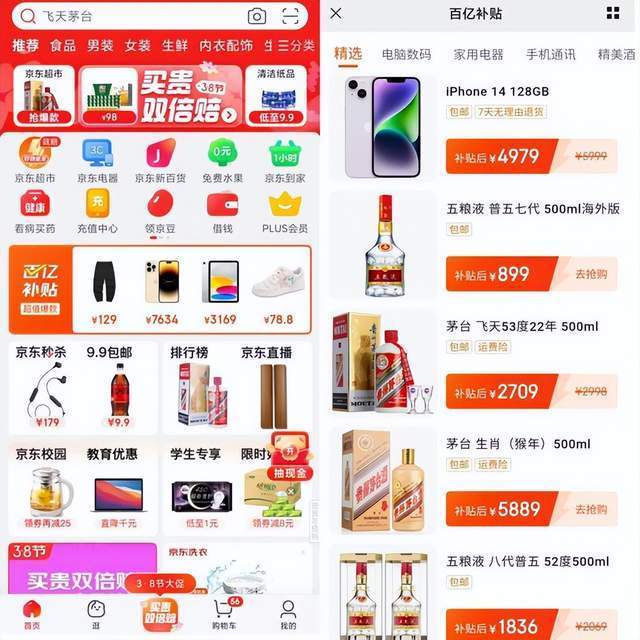 飞天茅台
推荐 食品 男装 女装 生鲜 内衣配饰 生 三分类
京东超市
抢爆款
¥98
买贵
双倍赔
3·8节
清洁纸品
低至9.9
京东超市 京东电器 京东新百货 免费水果 京东到家
3C
0元
1小时
看病买药 充值中心 领京豆 借钱 PLUS会员
健康
充
百亿
补贴
超值爆款
¥129 ¥7634 ¥3169 ¥78.8
京东秒杀 9.9包邮 排行榜 京东直播
¥179 ¥9.9
京东校园 教育优惠 学生专享 限时
抽现金
领券再减25 直降千元 低至1元 领券减8元
3·8节
买贵双倍赔
京东洗衣
3·8节大促
首页 逛 买贵双倍赔 购物车 我的
66
百亿补贴
精选 电脑数码 家用电器 手机通讯 精美酒
iPhone 14 128GB
包邮 7天无理由退货
补贴后¥4979 ¥5999
五粮液 普五七代 500ml海外版
包邮
补贴后¥899 去抢购
茅台 飞天53度22年 500ml
包邮 运费险
补贴后¥2709 ¥2998
茅台 生肖（猴年）500ml
包邮 运费险
补贴后¥5889 去抢购
五粮液 八代普五 52度500ml
包邮
补贴后¥1836 ¥2069